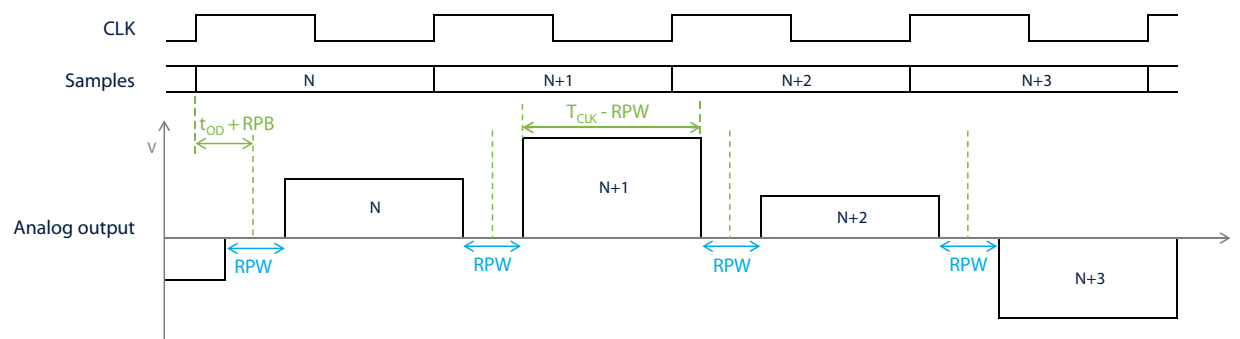 CLK
Samples N N+1 N+2 N+3
tOD + RPB TCLK - RPW
V
N N+1 N+2
Analog output
RPW RPW RPW RPW
N+3